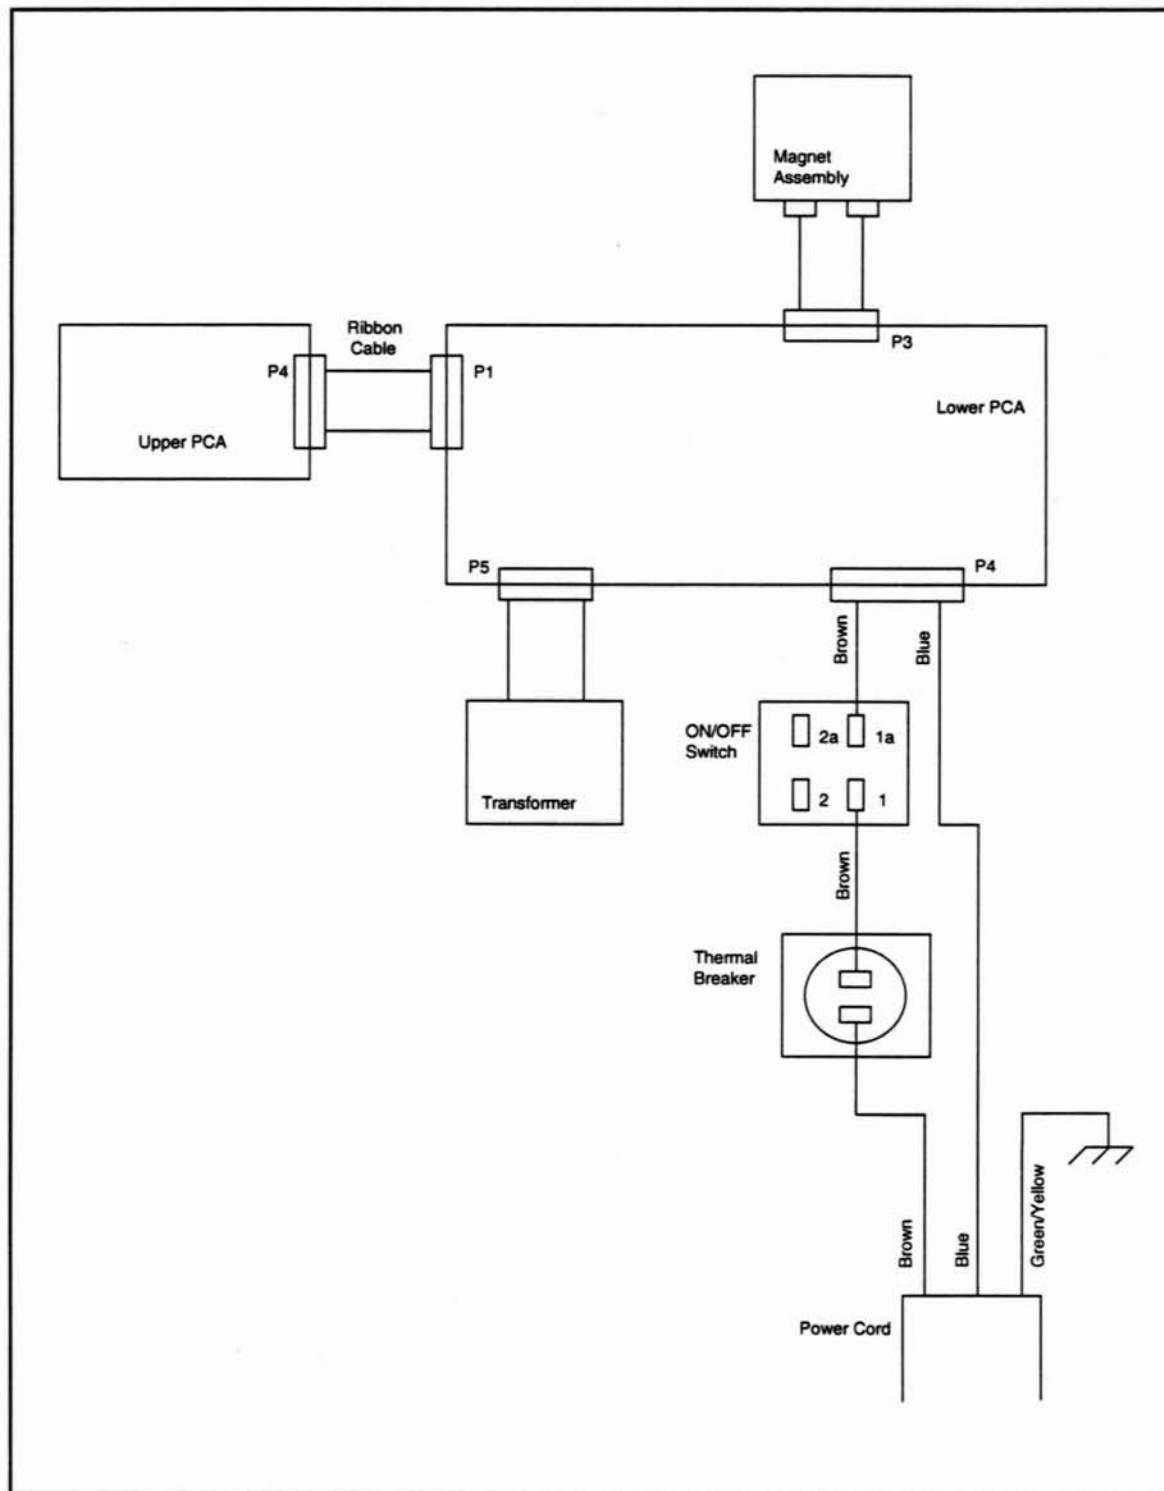 Magnet
Assembly
P3
Ribbon
Cable
P4
P1
Upper PCA
Lower PCA
P5
P4
Brown
Blue
ON/OFF
Switch
2a
1a
2
1
Transformer
Brown
Thermal
Breaker
Brown
Blue
Green/Yellow
Power Cord